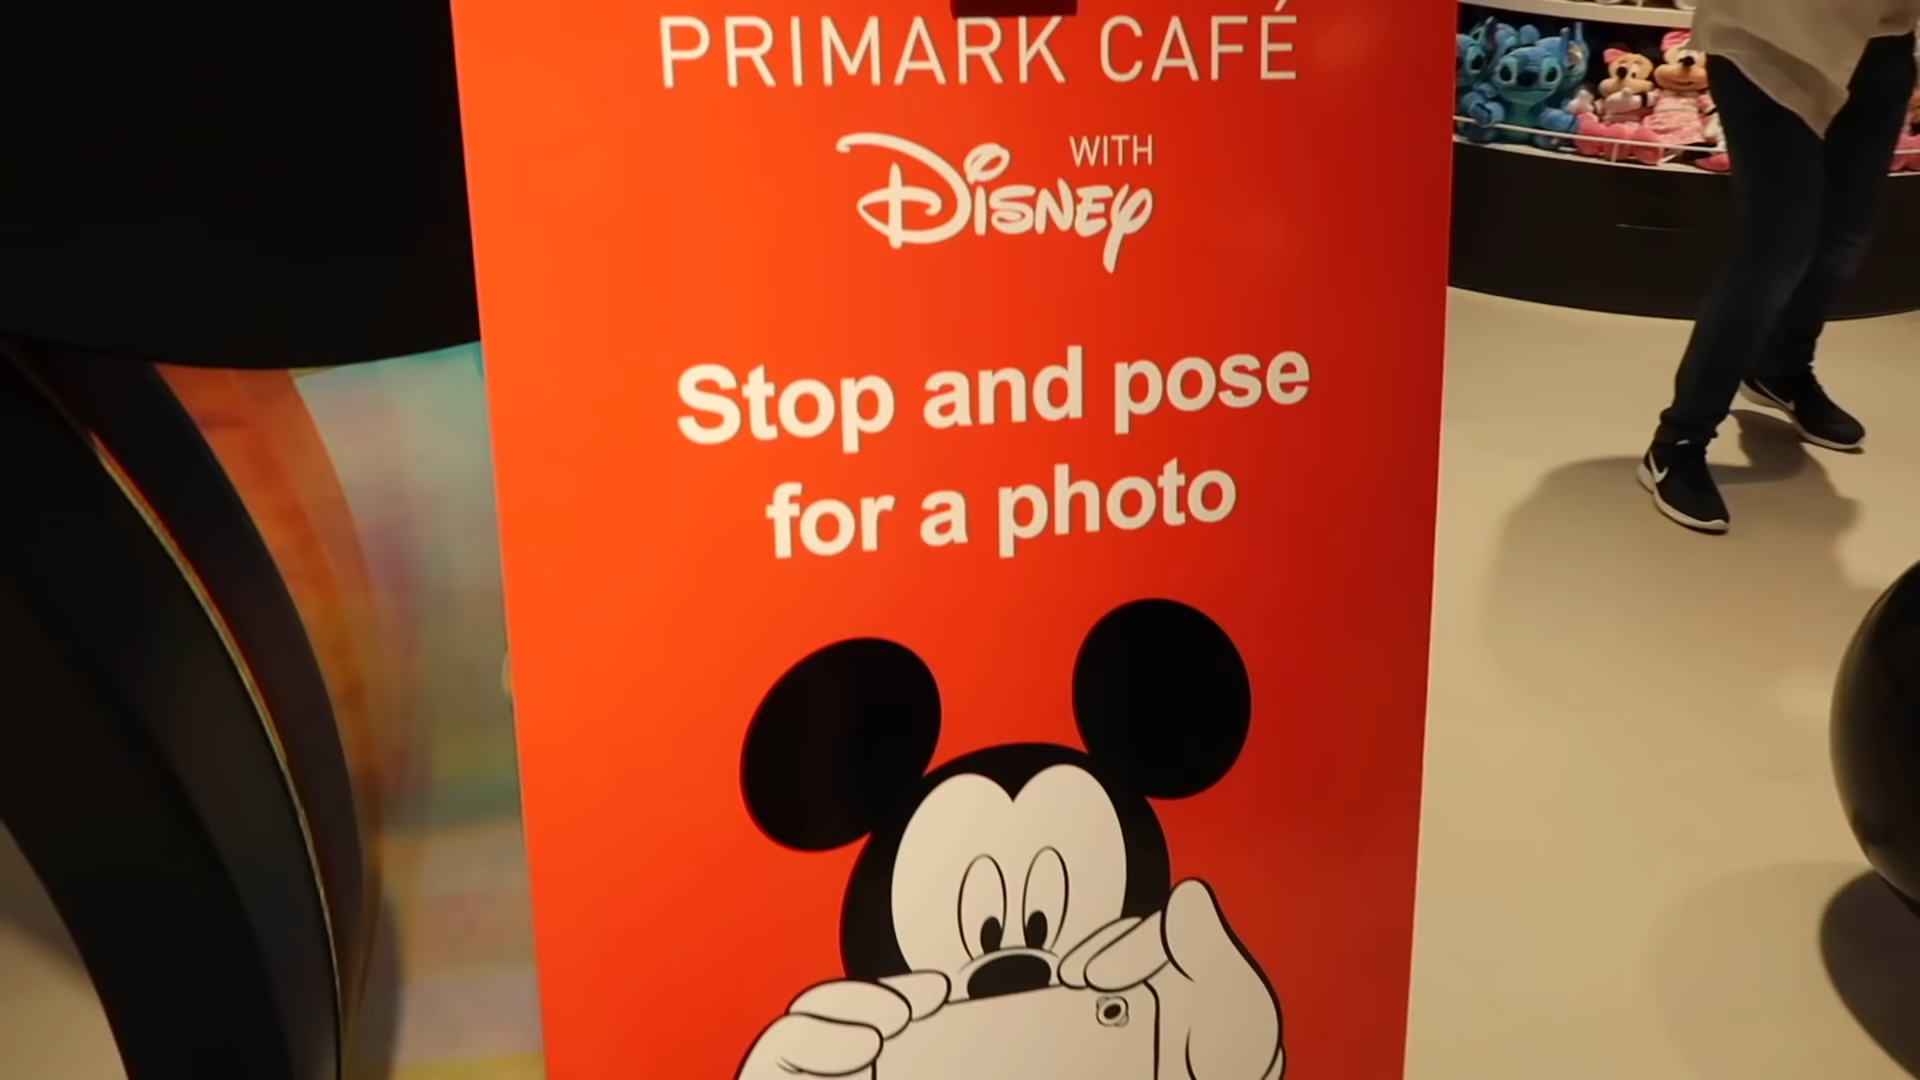 PRIMARK CAFÉ
WITH
Disney
Stop and pose
for a photo